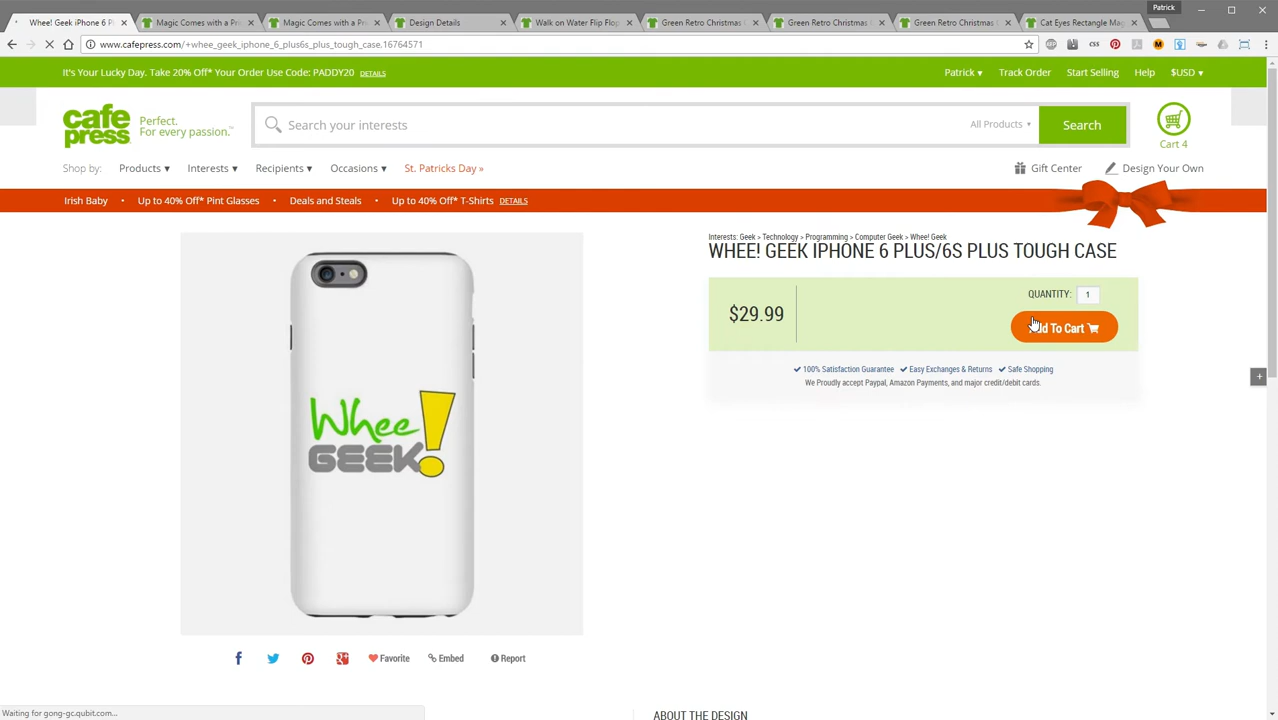 Patrick
Whee! Geek iPhone 6 Pl
Magic Comes with a Pre
Magic Comes with a Pre
Design Details
Walk on Water Flip Flop
Green Retro Christmas
Green Retro Christmas
Green Retro Christmas
Cat Eyes Rectangle Mag
www.cafepress.com/+whee_geek_iphone_6_plus6s_plus_tough_case.16764571
It's Your Lucky Day. Take 20% Off* Your Order Use Code: PADDY20 DETAILS
Patrick ▾ Track Order Start Selling Help $USD ▾
cafe press
Perfect.
For every passion.™
Search your interests
All Products
Search
Cart 4
Shop by: Products ▾ Interests ▾ Recipients ▾ Occasions ▾ St. Patricks Day »
Gift Center Design Your Own
Irish Baby • Up to 40% Off* Pint Glasses • Deals and Steals • Up to 40% Off* T-Shirts DETAILS
Interests: Geek > Technology > Programming > Computer Geek > Whee! Geek
WHEE! GEEK IPHONE 6 PLUS/6S PLUS TOUGH CASE
QUANTITY: 1
$29.99
Add To Cart
100% Satisfaction Guarantee Easy Exchanges & Returns Safe Shopping
We Proudly accept Paypal, Amazon Payments, and major credit/debit cards.
Whee!
GEEK
Favorite Embed Report
Waiting for gong-gc.qubit.com...
ABOUT THE DESIGN